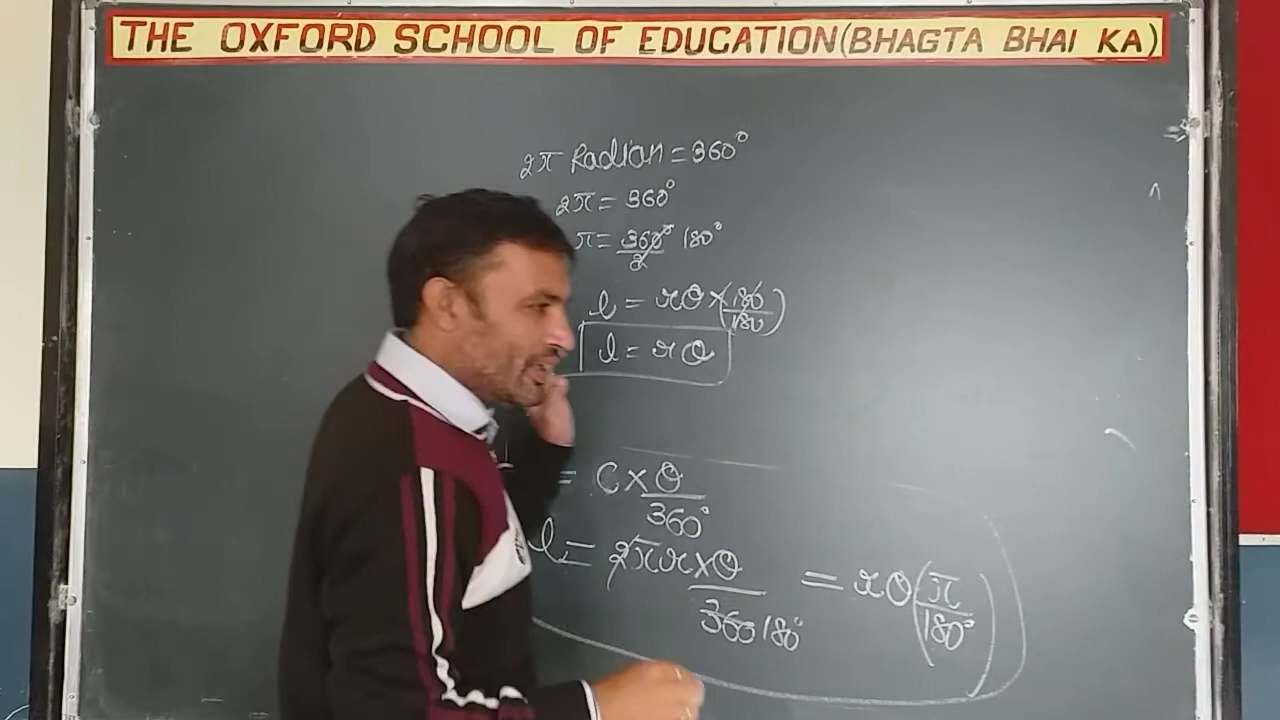 THE OXFORD SCHOOL OF EDUCATION(BHAGTA BHAI KA)
2π Radian = 360°
2π = 360°
π = 360°/2 180°
l = rθ × (180/180)
l = rθ
= C × θ/360°
l = 2πr × θ/360 180° = rθ(π/180°)